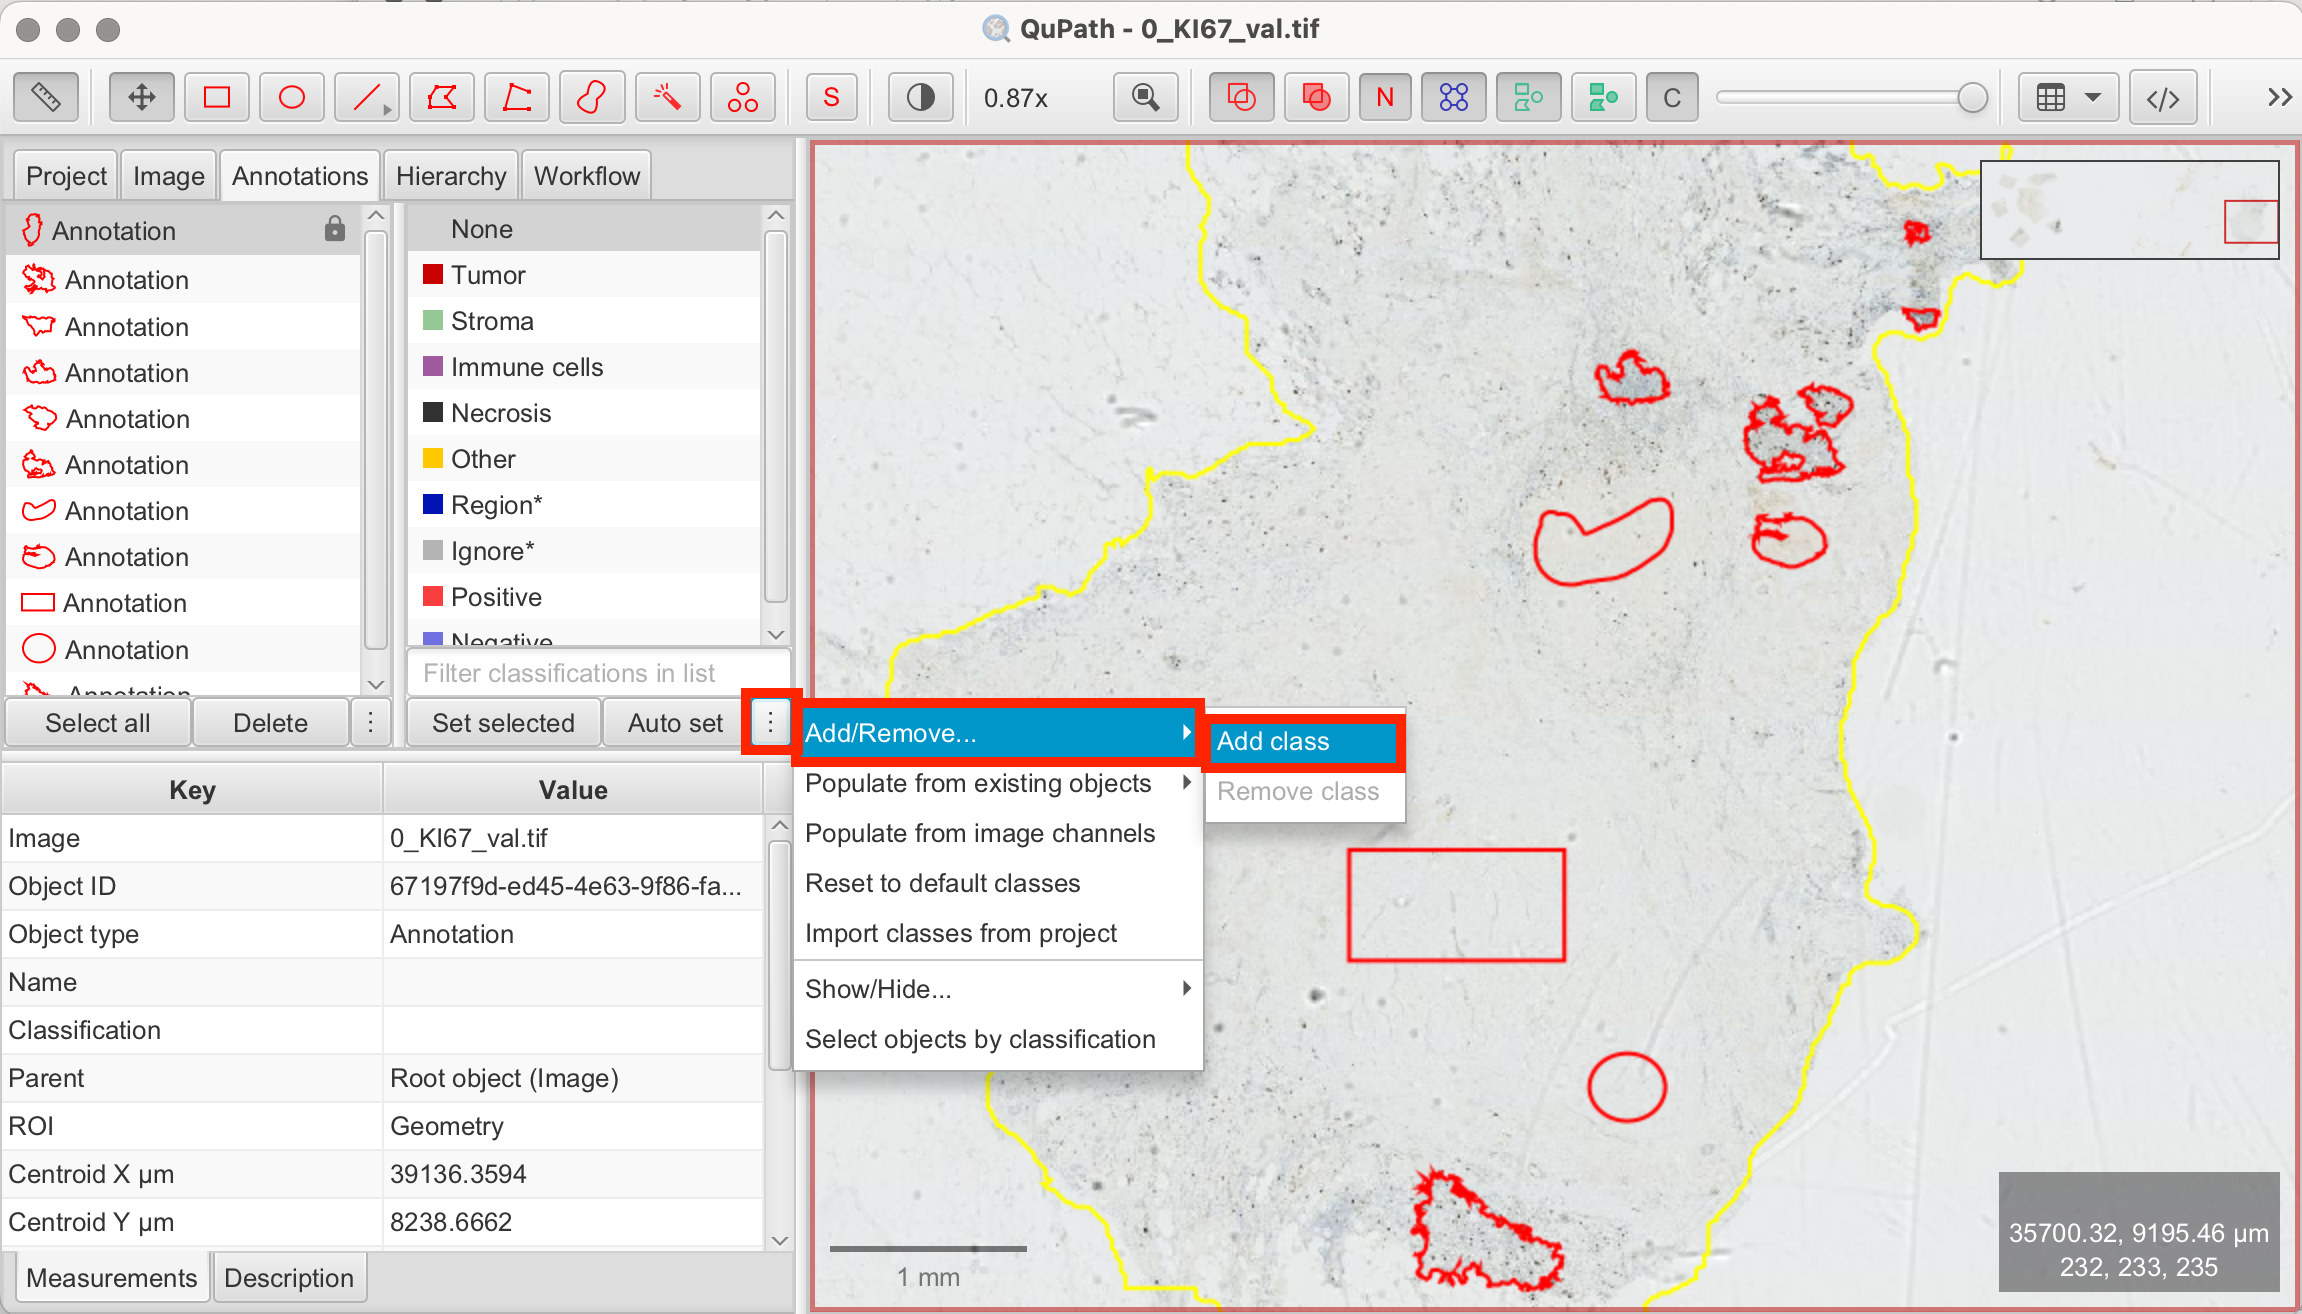 QuPath - 0_KI67_val.tif
S
0.87x
N
C
</>
Project Image Annotations Hierarchy Workflow
Annotation
Annotation
Annotation
Annotation
Annotation
Annotation
Annotation
Annotation
Annotation
Annotation
Annotation
None
Tumor
Stroma
Immune cells
Necrosis
Other
Region*
Ignore*
Positive
Negative
Filter classifications in list
Select all
Delete
Set selected
Auto set
Add/Remove...
Populate from existing objects
Populate from image channels
Reset to default classes
Import classes from project
Show/Hide...
Select objects by classification
Add class
Remove class
Key Value
Image 0_KI67_val.tif
Object ID 67197f9d-ed45-4e63-9f86-fa...
Object type Annotation
Name
Classification
Parent Root object (Image)
ROI Geometry
Centroid X µm 39136.3594
Centroid Y µm 8238.6662
Measurements Description
1 mm
35700.32, 9195.46 µm
232, 233, 235